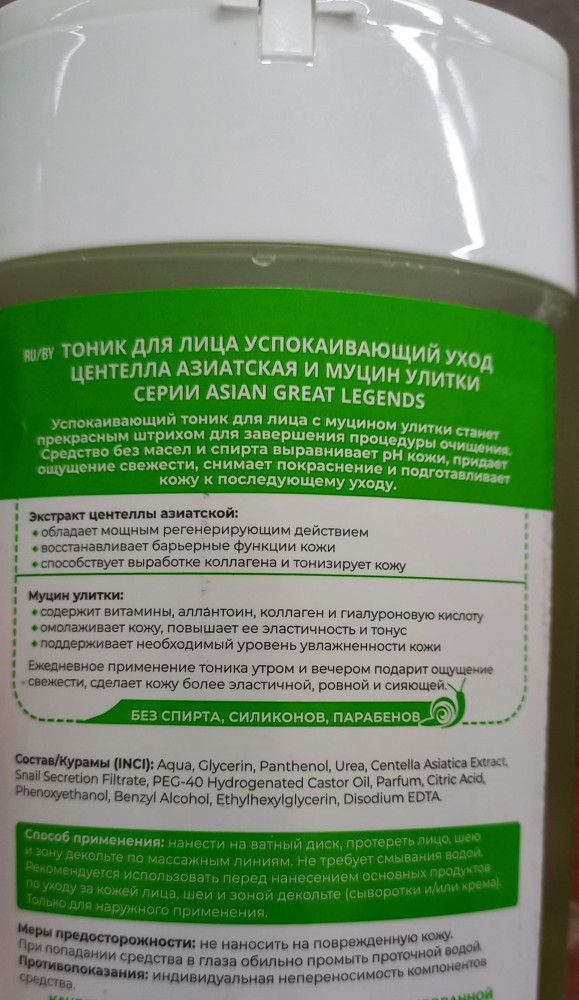 RU/BY ТОНИК ДЛЯ ЛИЦА УСПОКАИВАЮЩИЙ УХОД
ЦЕНТЕЛЛА АЗИАТСКАЯ И МУЦИН УЛИТКИ
СЕРИИ ASIAN GREAT LEGENDS
Успокаивающий тоник для лица с муцином улитки станет
прекрасным штрихом для завершения процедуры очищения.
Средство без масел и спирта выравнивает pH кожи, придает
ощущение свежести, снимает покраснение и подготавливает
кожу к последующему уходу.
Экстракт центеллы азиатской:
• обладает мощным регенерирующим действием
• восстанавливает барьерные функции кожи
• способствует выработке коллагена и тонизирует кожу
Муцин улитки:
• содержит витамины, аллантоин, коллаген и гиалуроновую кислоту
• омолаживает кожу, повышает ее эластичность и тонус
• поддерживает необходимый уровень увлажненности кожи
Ежедневное применение тоника утром и вечером подарит ощущение
свежести, сделает кожу более эластичной, ровной и сияющей.
БЕЗ СПИРТА, СИЛИКОНОВ, ПАРАБЕНОВ
Состав/Курамы (INCI): Aqua, Glycerin, Panthenol, Urea, Centella Asiatica Extract,
Snail Secretion Filtrate, PEG-40 Hydrogenated Castor Oil, Parfum, Citric Acid,
Phenoxyethanol, Benzyl Alcohol, Ethylhexylglycerin, Disodium EDTA.
Способ применения: нанести на ватный диск, протереть лицо, шею
и зону декольте по массажным линиям. Не требует смывания водой.
Рекомендуется использовать перед нанесением основных продуктов
по уходу за кожей лица, шеи и зоной декольте (сыворотки и/или крема).
Только для наружного применения.
Меры предосторожности: не наносить на поврежденную кожу.
При попадании средства в глаза обильно промыть проточной водой.
Противопоказания: индивидуальная непереносимость компонентов
средства.